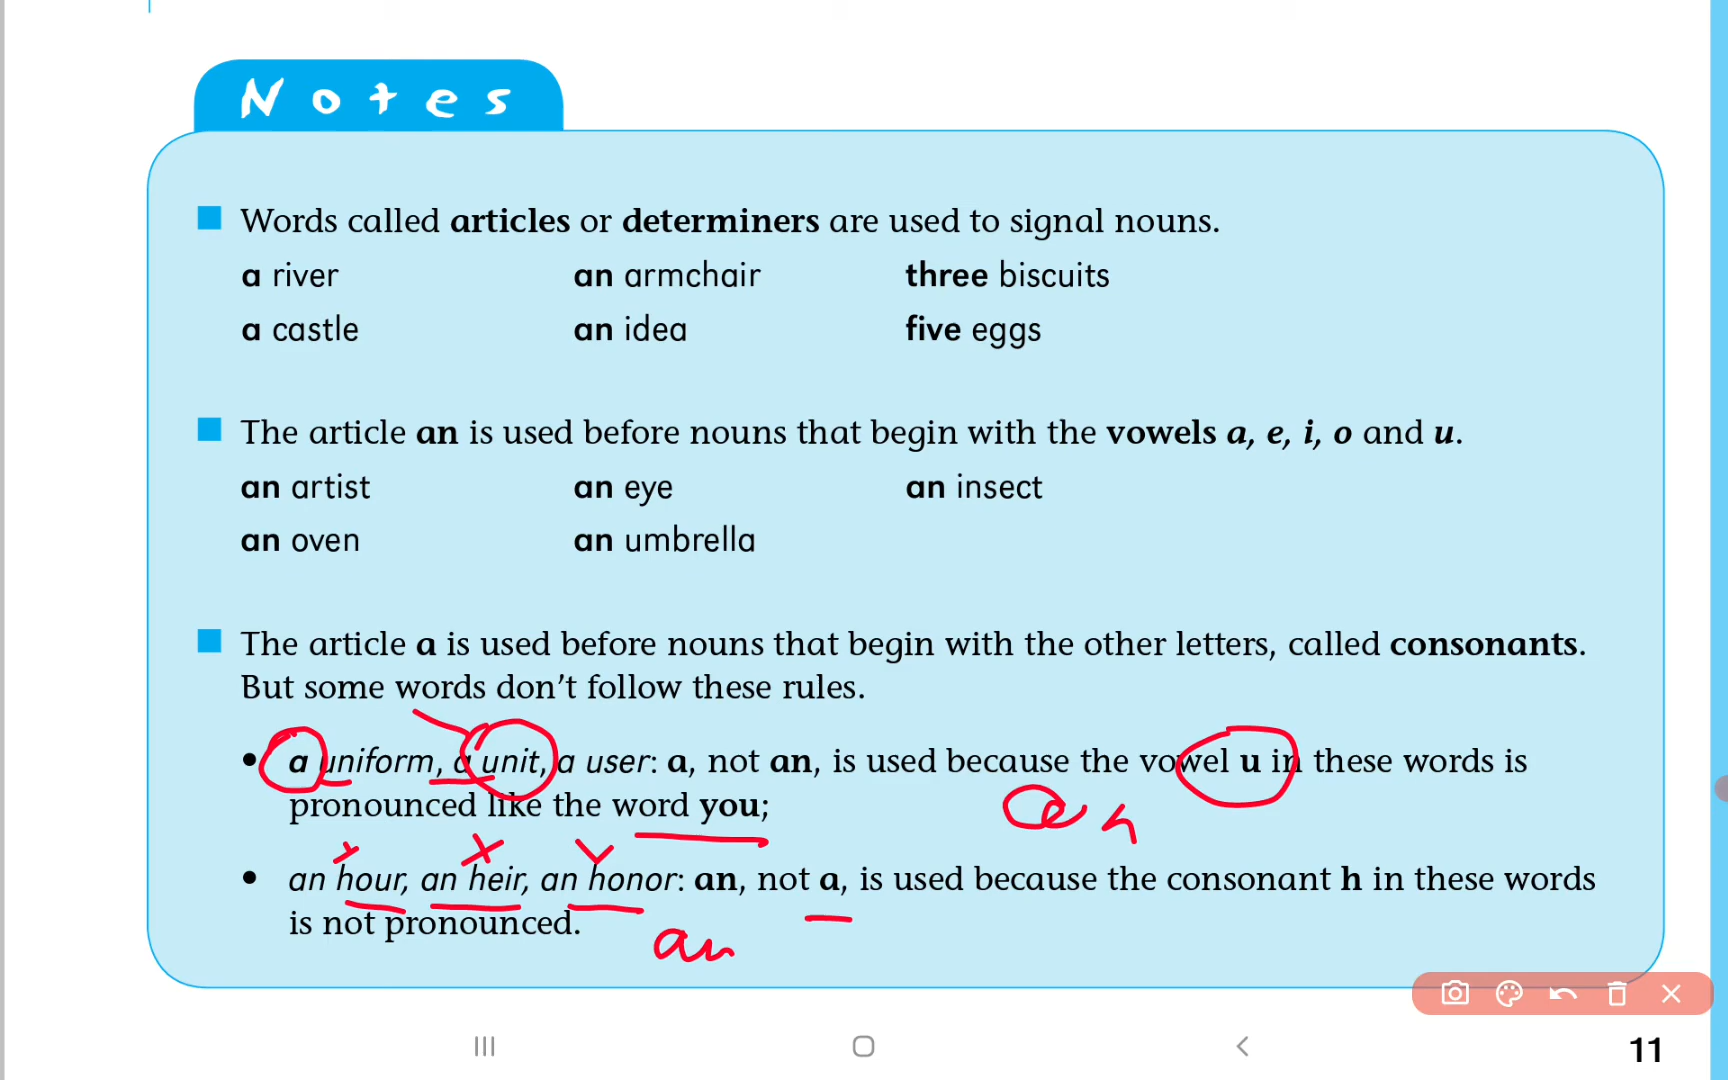 Notes
Words called articles or determiners are used to signal nouns.
a river an armchair three biscuits
a castle an idea five eggs
The article an is used before nouns that begin with the vowels a, e, i, o and u.
an artist an eye an insect
an oven an umbrella
The article a is used before nouns that begin with the other letters, called consonants.
But some words don't follow these rules.
a uniform, a unit, a user: a, not an, is used because the vowel u in these words is
pronounced like the word you;
an hour, an heir, an honor: an, not a, is used because the consonant h in these words
is not pronounced.
an
11